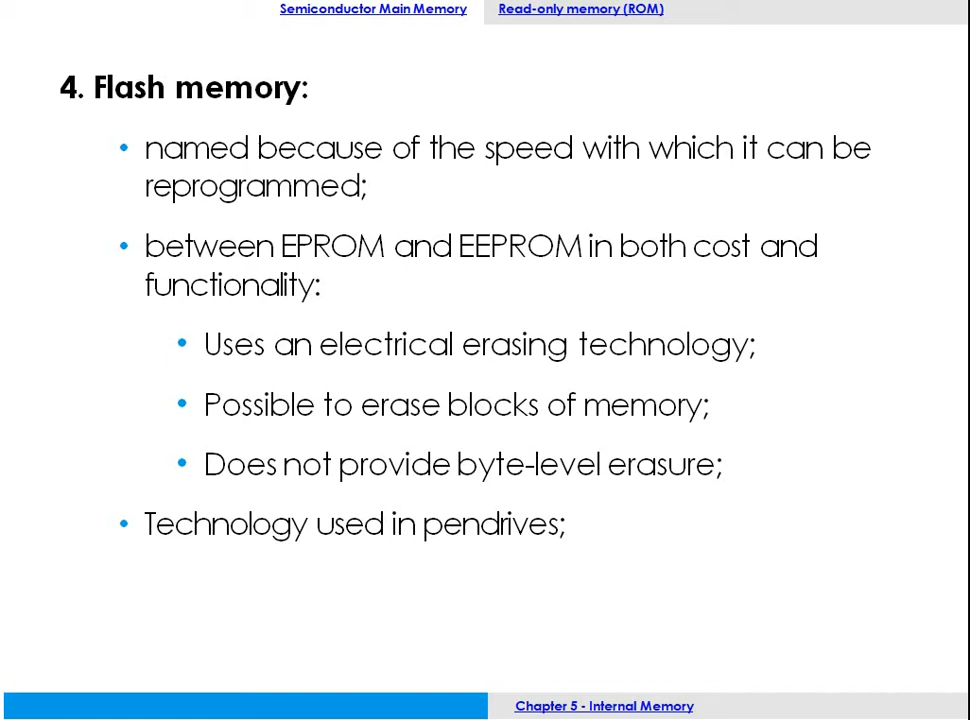 Semiconductor Main Memory Read-only memory (ROM)
4. Flash memory:
• named because of the speed with which it can be
reprogrammed;
• between EPROM and EEPROM in both cost and
functionality:
• Uses an electrical erasing technology;
• Possible to erase blocks of memory;
• Does not provide byte-level erasure;
• Technology used in pendrives;
Chapter 5 - Internal Memory